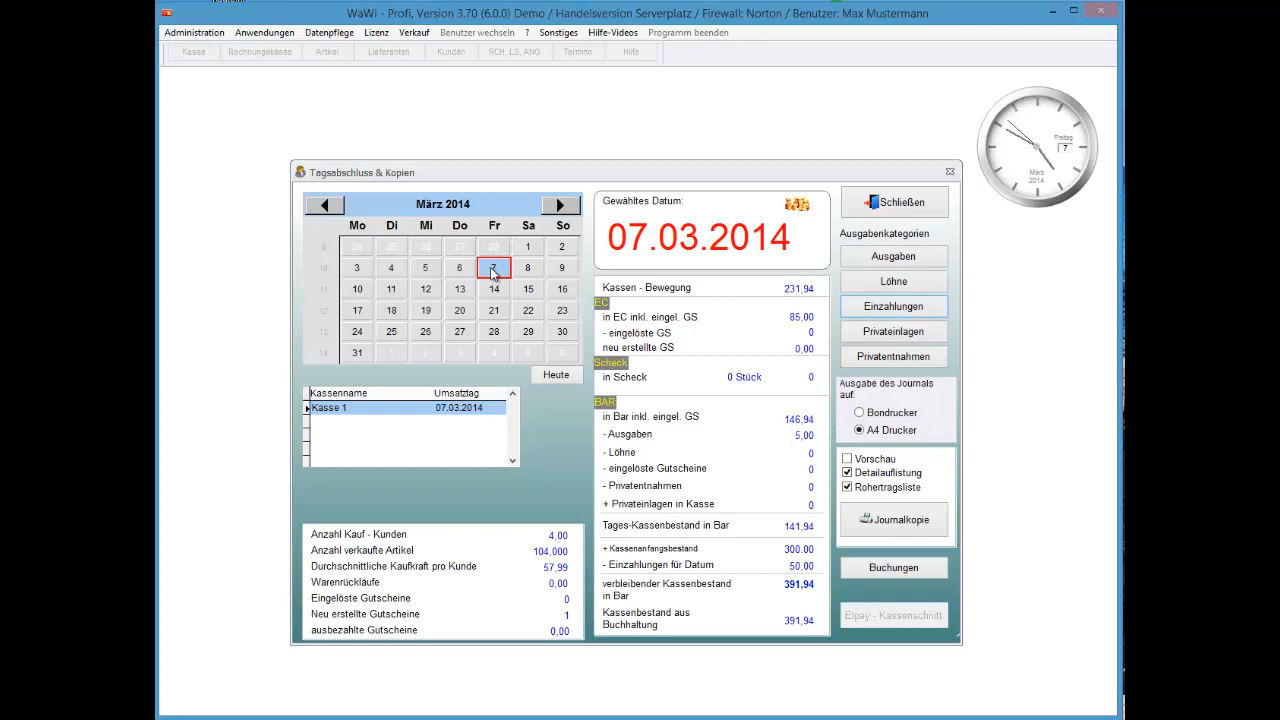 WaWi - Profi, Version 3.70 (6.0.0) Demo / Handelsversion Serverplatz / Firewall: Norton / Benutzer: Max Mustermann
Administration Anwendungen Datenpflege Lizenz Verkauf Benutzer wechseln ? Sonstiges Hilfe-Videos Programm beenden
Kasse Rechnungskasse Artikel Lieferanten Kunden RCH, LS, ANG Termine Hilfe
Freitag
7
März
2014
Tagsabschluss & Kopien
März 2014
Mo Di Mi Do Fr Sa So
9 24 25 26 27 28 1 2
10 3 4 5 6 7 8 9
11 10 11 12 13 14 15 16
12 17 18 19 20 21 22 23
13 24 25 26 27 28 29 30
14 31 1 2 3 4 5 6
Heute
Kassenname Umsatztag
Kasse 1 07.03.2014
Anzahl Kauf - Kunden 4,00
Anzahl verkaufte Artikel 104,000
Durchschnittliche Kaufkraft pro Kunde 57,99
Warenrückläufe 0,00
Eingelöste Gutscheine 0
Neu erstellte Gutscheine 1
ausbezahlte Gutscheine 0,00
Gewähltes Datum:
07.03.2014
Kassen - Bewegung 231,94
EC
in EC inkl. eingel. GS 85,00
- eingelöste GS 0
neu erstellte GS 0,00
Scheck
in Scheck 0 Stück 0
BAR
in Bar inkl. eingel. GS 146,94
- Ausgaben 5,00
- Löhne 0
- eingelöste Gutscheine 0
- Privatentnahmen 0
+ Privateinlagen in Kasse 0
Tages-Kassenbestand in Bar 141,94
+ Kassenanfangsbestand 300.00
- Einzahlungen für Datum 50,00
verbleibender Kassenbestand
in Bar 391,94
Kassenbestand aus
Buchhaltung 391,94
Schließen
Ausgabenkategorien
Ausgaben
Löhne
Einzahlungen
Privateinlagen
Privatentnahmen
Ausgabe des Journals
auf:
Bondrucker
A4 Drucker
Vorschau
Detailauflistung
Rohertragsliste
Journalkopie
Buchungen
Elpay - Kassenschnitt